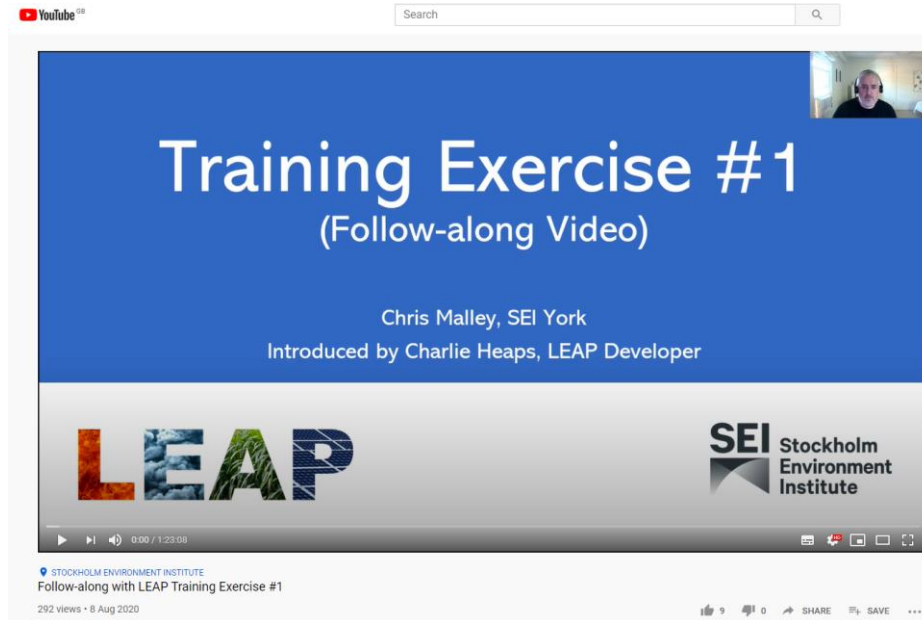 YouTube GB
Search
Training Exercise #1
(Follow-along Video)
Chris Malley, SEI York
Introduced by Charlie Heaps, LEAP Developer
LEAP
SEI Stockholm
Environment
Institute
0:00 / 1:23:08
HD
STOCKHOLM ENVIRONMENT INSTITUTE
Follow-along with LEAP Training Exercise #1
292 views • 8 Aug 2020
9
0
SHARE
SAVE